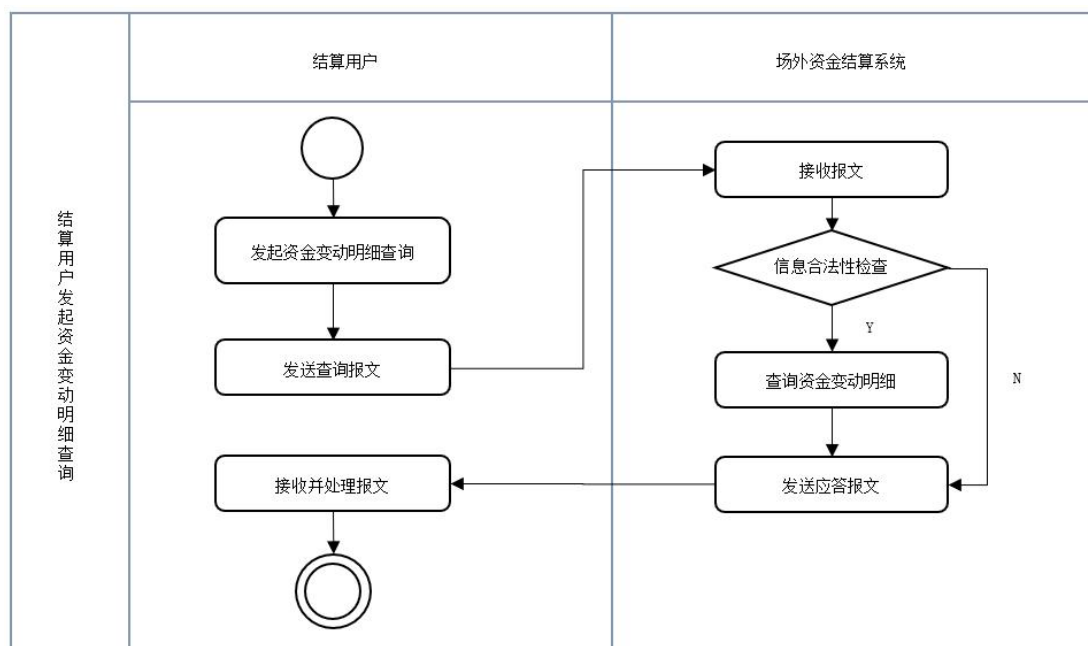 结算用户
场外资金结算系统
结算用户发起资金变动明细查询
发起资金变动明细查询
发送查询报文
接收并处理报文
接收报文
信息合法性检查
Y
N
查询资金变动明细
发送应答报文